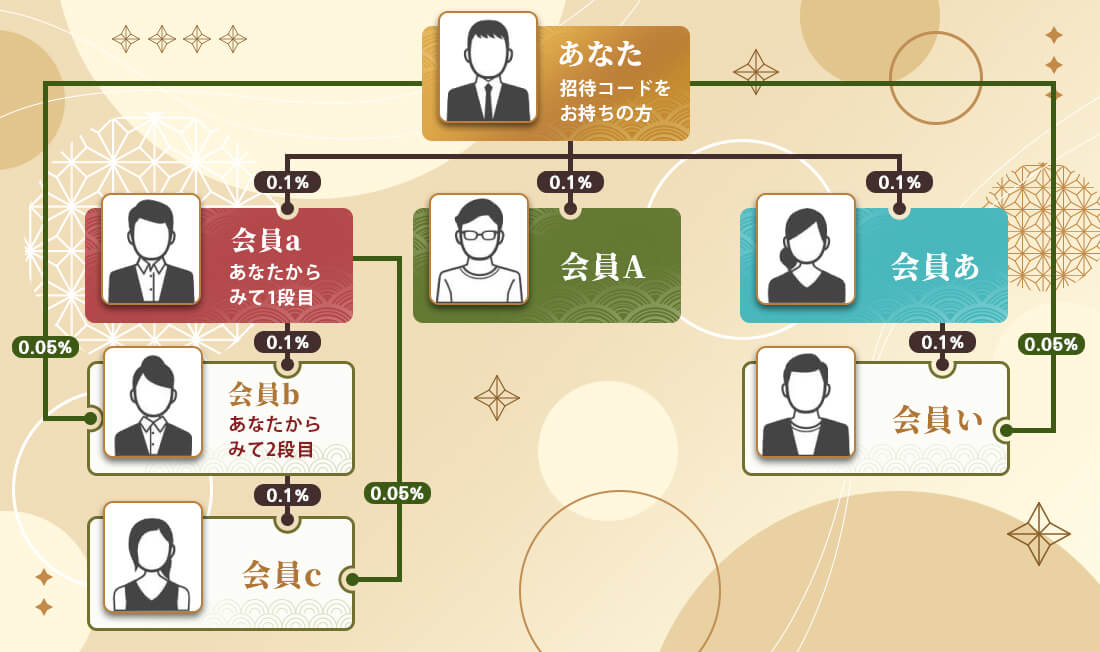 あなた
招待コードを
お持ちの方
0.1%
0.1%
0.1%
会員a
あなたから
みて1段目
会員A
会員あ
0.05%
0.1%
0.1%
0.05%
会員b
あなたから
みて2段目
会員い
0.1%
0.05%
会員c